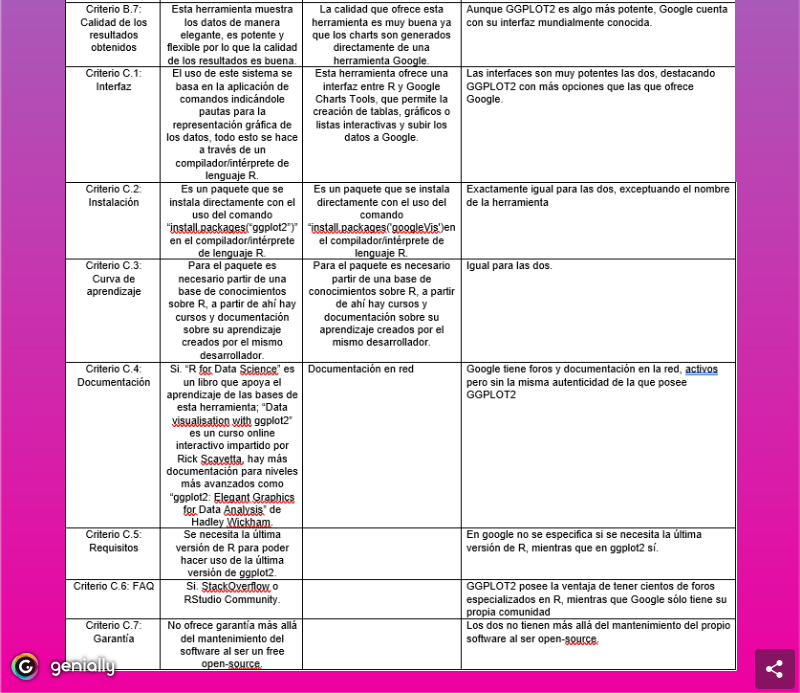 Criterio B.7:
Calidad de los
resultados
obtenidos
Esta herramienta muestra
los datos de manera
elegante, es potente y
flexible por lo que la calidad
de los resultados es buena.
La calidad que ofrece esta
herramienta es muy buena ya
que los charts son generados
directamente de una
herramienta Google.
Aunque GGPLOT2 es algo más potente, Google cuenta
con su interfaz mundialmente conocida.
Criterio C.1:
Interfaz
El uso de este sistema se
basa en la aplicación de
comandos indicándole
pautas para la
representación gráfica de
los datos, todo esto se hace
a través de un
compilador/intérprete de
lenguaje R.
Esta herramienta ofrece una
interfaz entre R y Google
Charts Tools, que permite la
creación de tablas, gráficos o
listas interactivas y subir los
datos a Google.
Las interfaces son muy potentes las dos, destacando
GGPLOT2 con más opciones que las que ofrece
Google.
Criterio C.2:
Instalación
Es un paquete que se
instala directamente con el
uso del comando
“install.packages(“ggplot2”)”
en el compilador/intérprete
de lenguaje R.
Es un paquete que se instala
directamente con el uso del
comando
“install.packages('googleVis')en
el compilador/intérprete de
lenguaje R.
Exactamente igual para las dos, exceptuando el nombre
de la herramienta
Criterio C.3:
Curva de
aprendizaje
Para el paquete es
necesario partir de una
base de conocimientos
sobre R, a partir de ahí hay
cursos y documentación
sobre su aprendizaje
creados por el mismo
desarrollador.
Para el paquete es necesario
partir de una base de
conocimientos sobre R, a partir
de ahí hay cursos y
documentación sobre su
aprendizaje creados por el
mismo desarrollador.
Igual para las dos.
Criterio C.4:
Documentación
Si. “R for Data Science” es
un libro que apoya el
aprendizaje de las bases de
esta herramienta; “Data
visualisation with ggplot2”
es un curso online
interactivo impartido por
Rick Scavetta, hay más
documentación para niveles
más avanzados como
“ggplot2: Elegant Graphics
for Data Analysis” de
Hadley Wickham.
Documentación en red
Google tiene foros y documentación en la red, activos
pero sin la misma autenticidad de la que posee
GGPLOT2
Criterio C.5:
Requisitos
Se necesita la última
versión de R para poder
hacer uso de la última
versión de ggplot2.
En google no se especifica si se necesita la última
versión de R, mientras que en ggplot2 sí.
Criterio C.6: FAQ
Si. StackOverflow o
RStudio Community.
GGPLOT2 posee la ventaja de tener cientos de foros
especializados en R, mientras que Google sólo tiene su
propia comunidad
Criterio C.7:
Garantía
No ofrece garantía más allá
del mantenimiento del
software al ser un free
open-source.
Los dos no tienen más allá del mantenimiento del propio
software al ser open-source.
genially